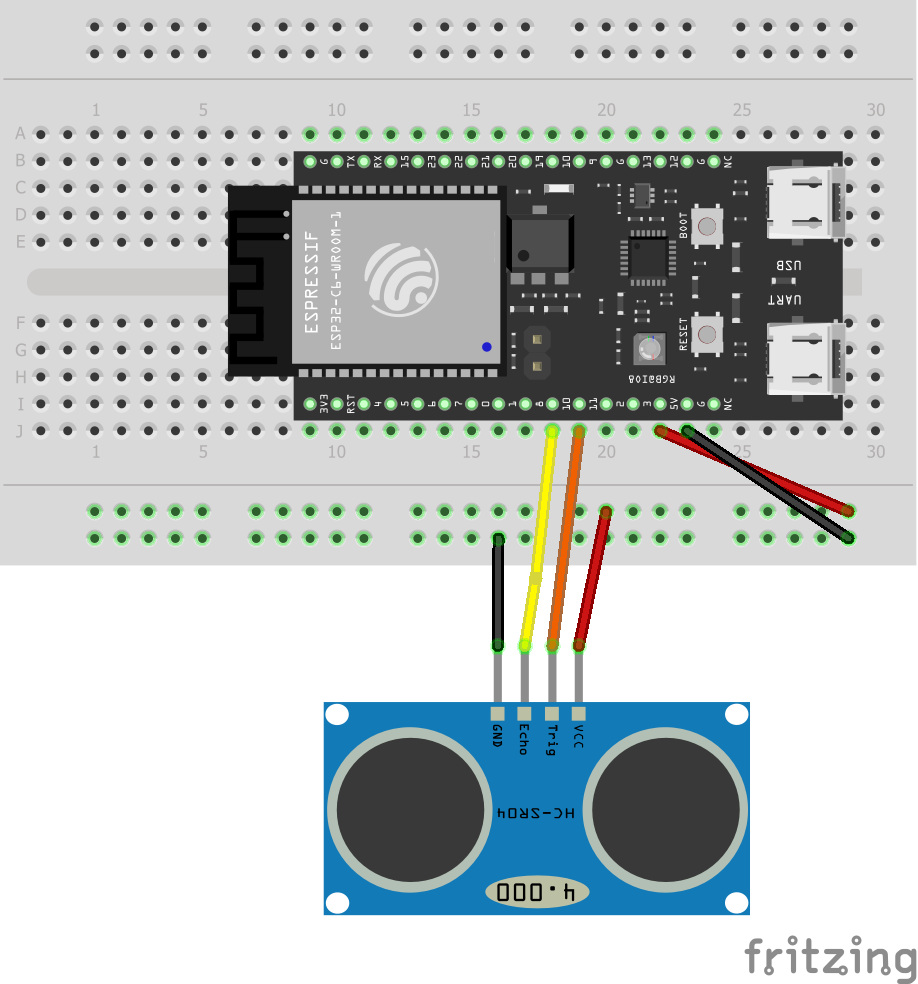 1 5 10 15 20 25 30
A
B
C
D
E
F
G
H
I
J
G TX RX 15 23 22 21 20 19 18 9 G 13 12 G NC
ESPRESSIF
ESP32-C6-WROOM-1
BOOT
RESET
USB
UART
RGB@IO8
3V3 RST 4 5 6 7 0 1 8 10 11 2 3 5V G NC
1 5 10 15 20 25 30
GND Echo Trig VCC
HC-SR04
4.000
fritzing